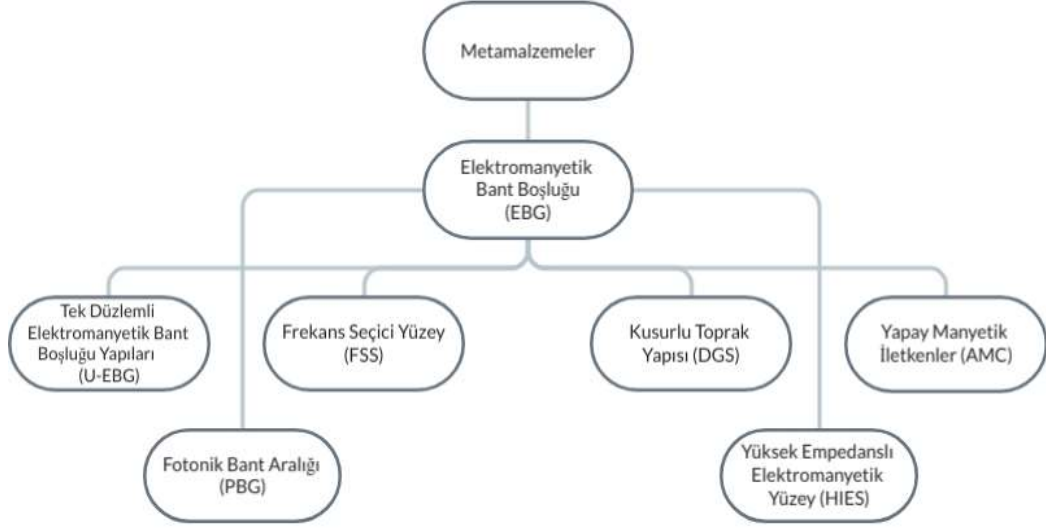 Metamalzemeler
Elektromanyetik
Bant Boşluğu
(EBG)
Tek Düzlemli
Elektromanyetik Bant
Boşluğu Yapıları
(U-EBG)
Frekans Seçici Yüzey
(FSS)
Kusurlu Toprak
Yapısı (DGS)
Yapay Manyetik
İletkenler (AMC)
Fotonik Bant Aralığı
(PBG)
Yüksek Empedanslı
Elektromanyetik
Yüzey (HIES)